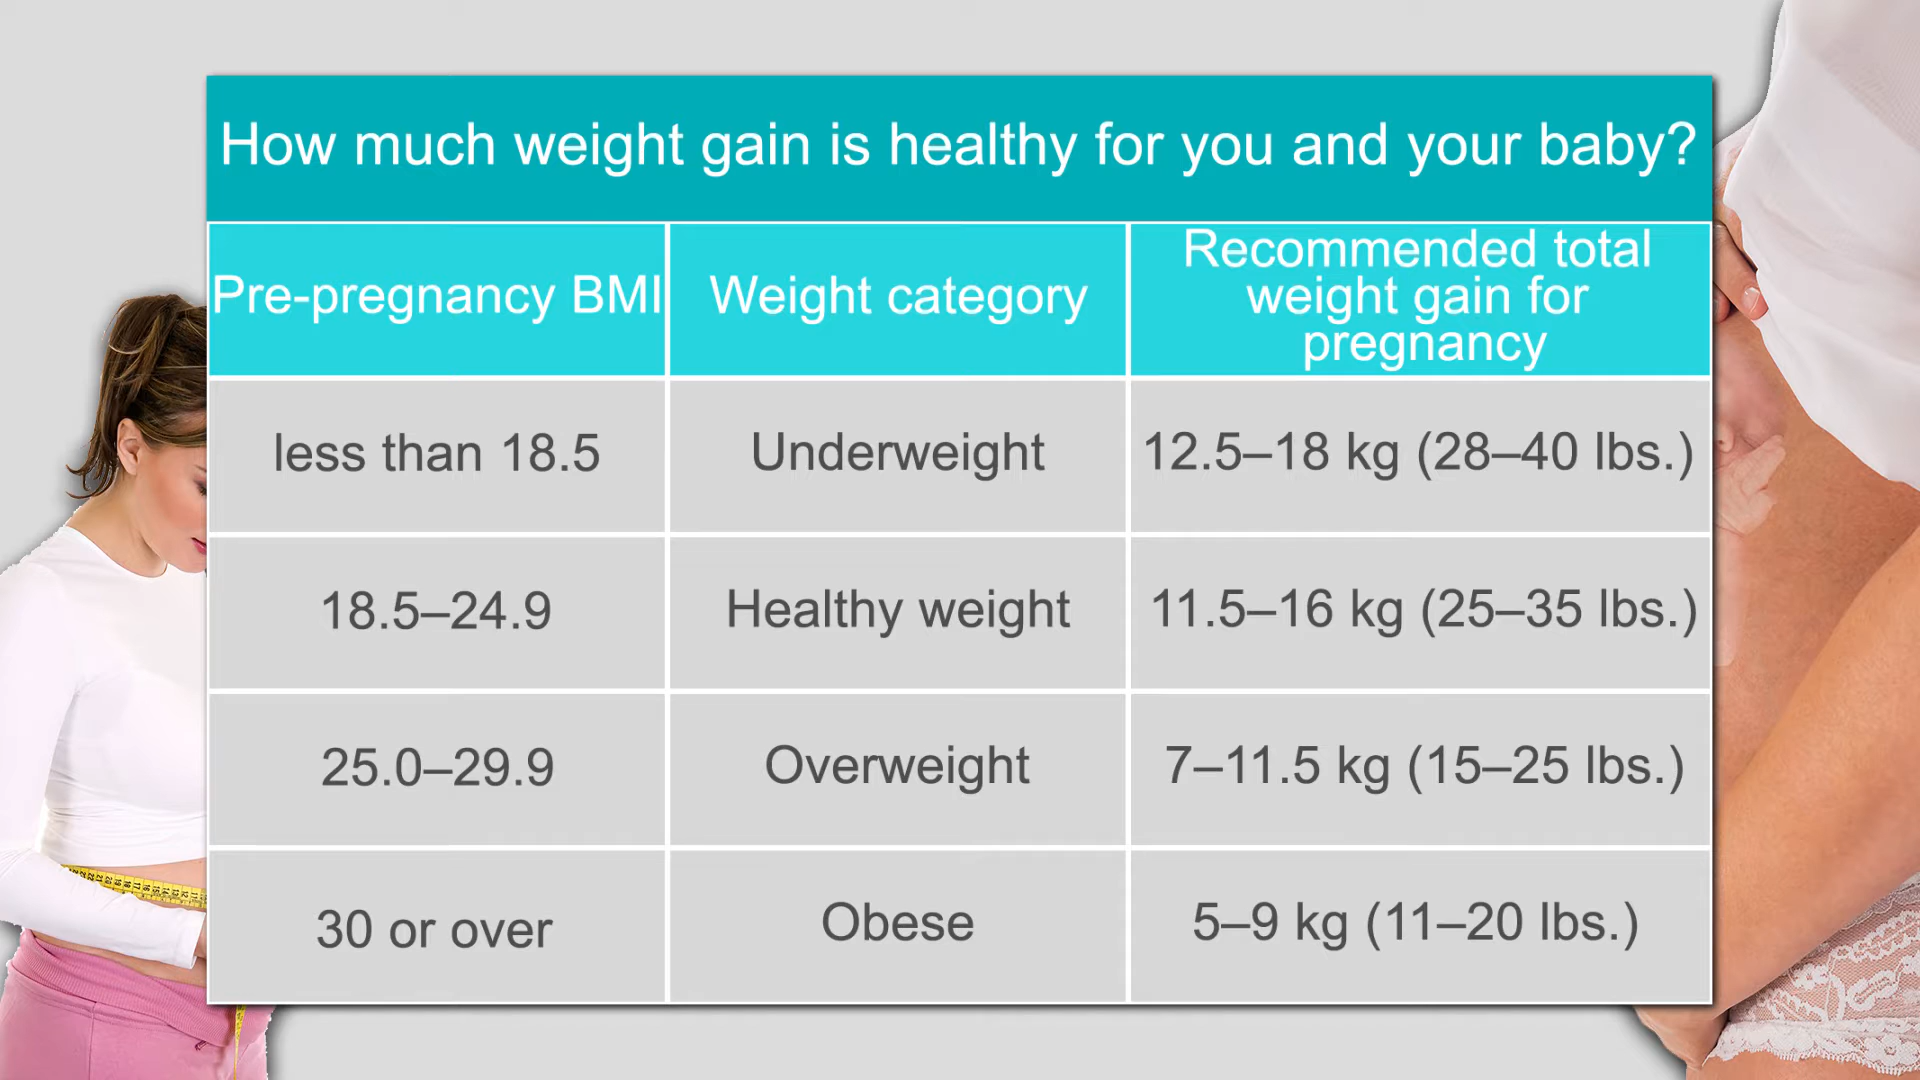 How much weight gain is healthy for you and your baby?
Pre-pregnancy BMI
Weight category
Recommended total
weight gain for
pregnancy
less than 18.5
Underweight
12.5–18 kg (28–40 lbs.)
18.5–24.9
Healthy weight
11.5–16 kg (25–35 lbs.)
25.0–29.9
Overweight
7–11.5 kg (15–25 lbs.)
30 or over
Obese
5–9 kg (11–20 lbs.)